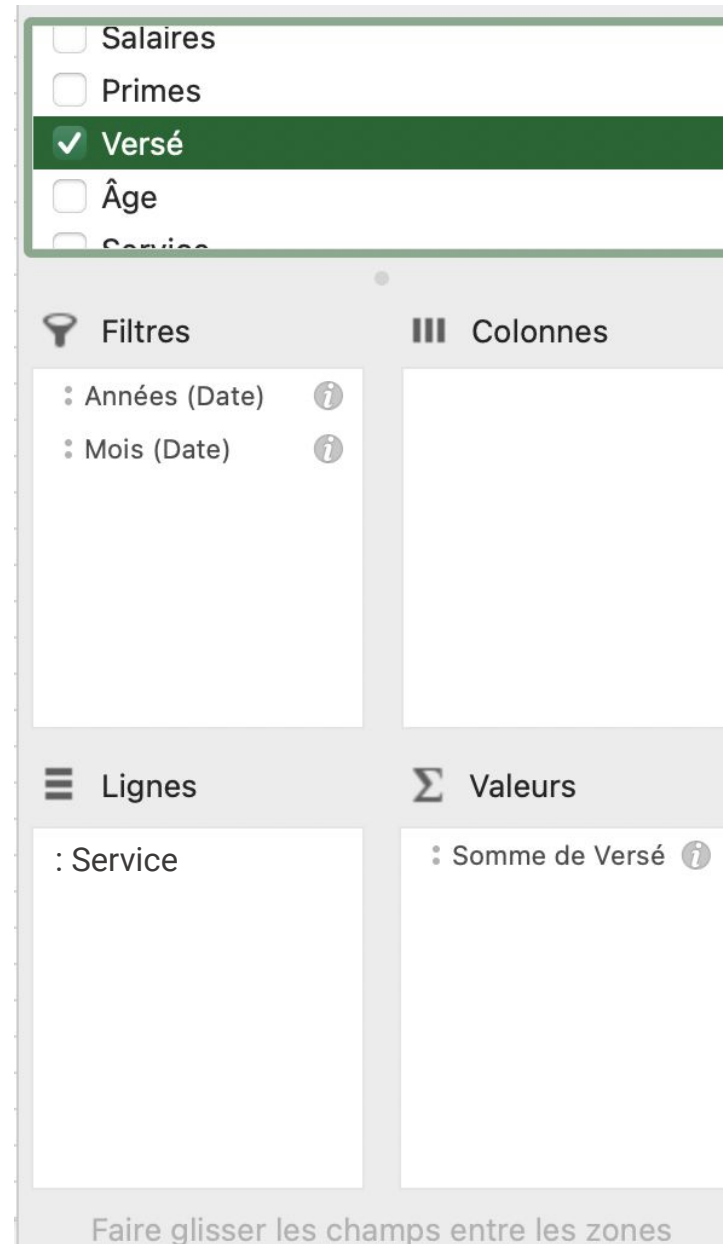 Salaires
Primes
Versé
Âge
Service
Filtres
Colonnes
: Années (Date)
: Mois (Date)
Lignes
Valeurs
: Service
: Somme de Versé
Faire glisser les champs entre les zones